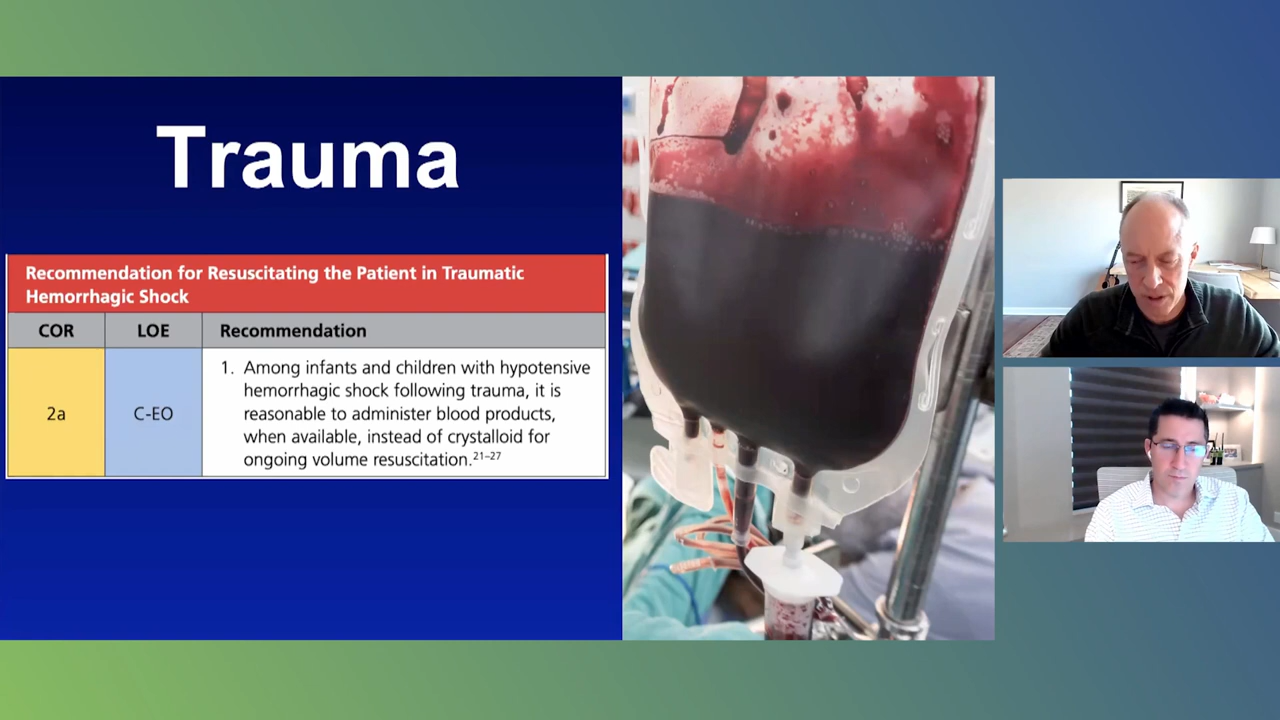 Trauma
Recommendation for Resuscitating the Patient in Traumatic
Hemorrhagic Shock
COR LOE Recommendation
2a C-EO 1. Among infants and children with hypotensive
hemorrhagic shock following trauma, it is
reasonable to administer blood products,
when available, instead of crystalloid for
ongoing volume resuscitation.21–27